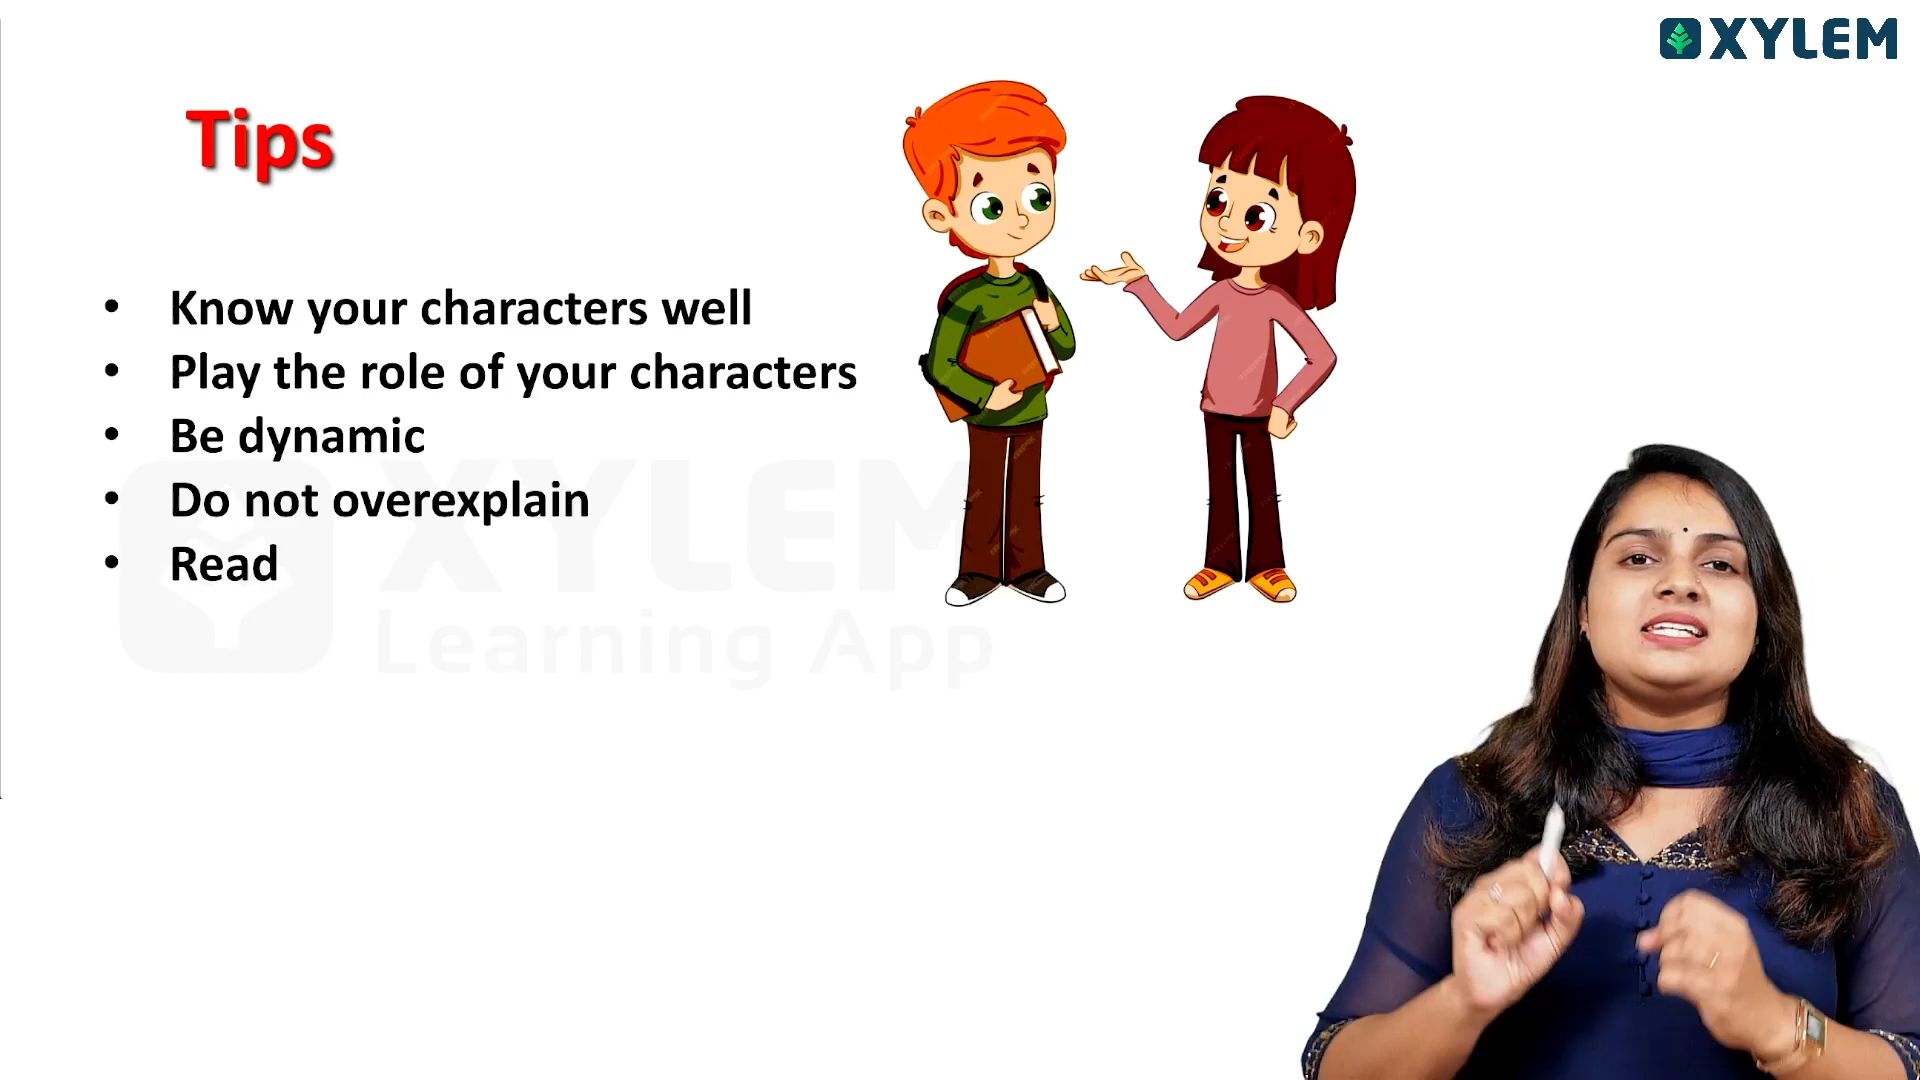 XYLEM
Tips
• Know your characters well
• Play the role of your characters
• Be dynamic
• Do not overexplain
• Read
XYLEM
Learning App